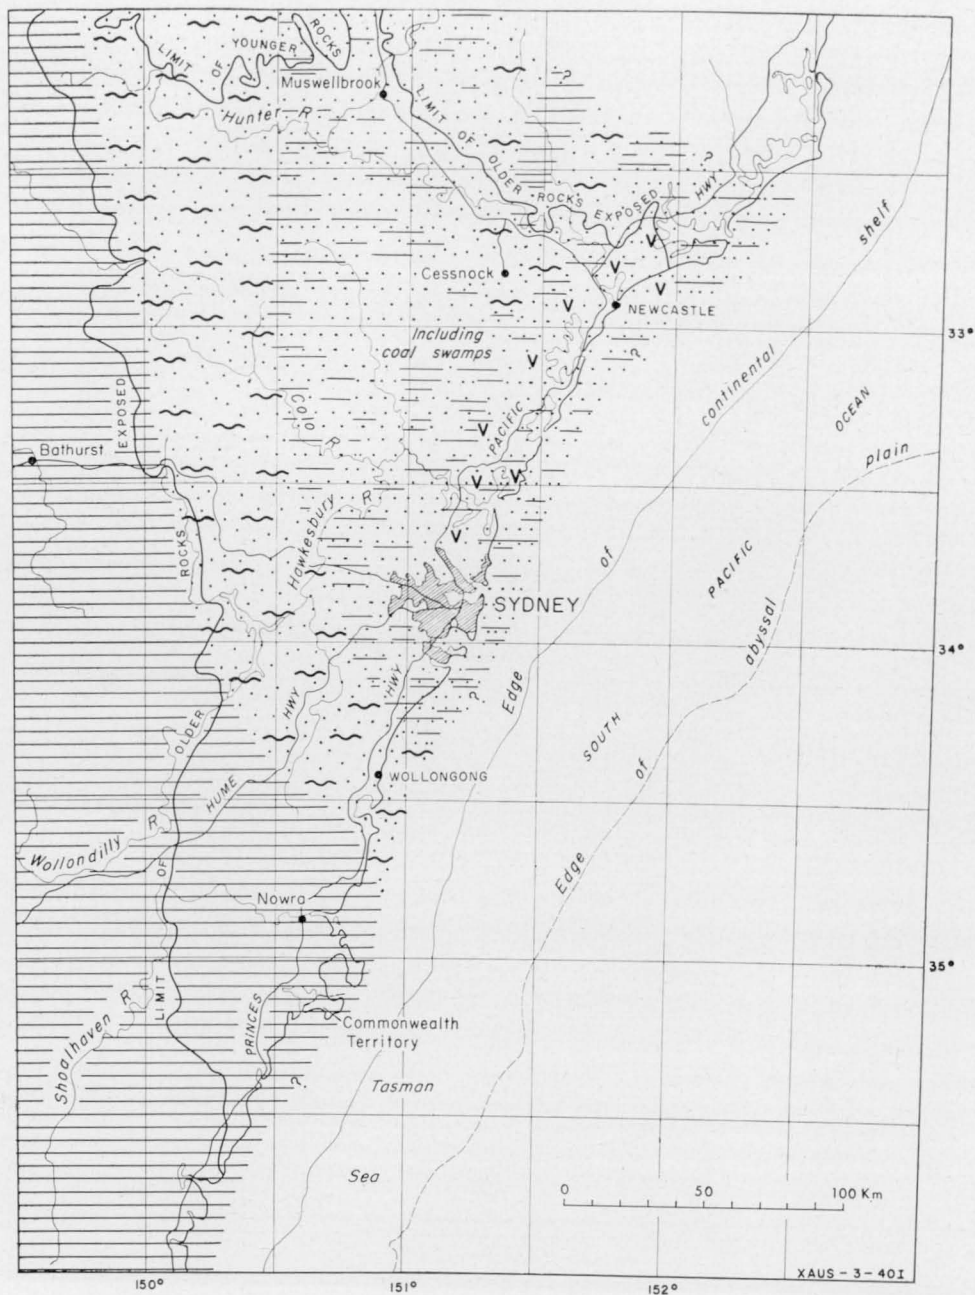 LIMIT OF YOUNGER ROCKS
Muswellbrook
Hunter R
?
LIMIT OF OLDER ROCKS EXPOSED
?
HWY
shelf
V
V
V
V
Cessnock
NEWCASTLE
33°
Including
coal swamps
?
V
continental
PACIFIC
OCEAN
Colo R
V
plain
EXPOSED
Bathurst
V V
Hawkesbury R
V
of
PACIFIC
ROCKS
SYDNEY
abyssal
34°
HWY
HWY
?
Edge
OLDER
SOUTH
of
HUME
WOLLONGONG
Wollondilly R
OF
Edge
Nowra
35°
Shoalhaven R
LIMIT
PRINCES
Commonwealth
Territory
?
Tasman
Sea
0 50 100 Km
XAUS-3-40I
150° 151° 152°